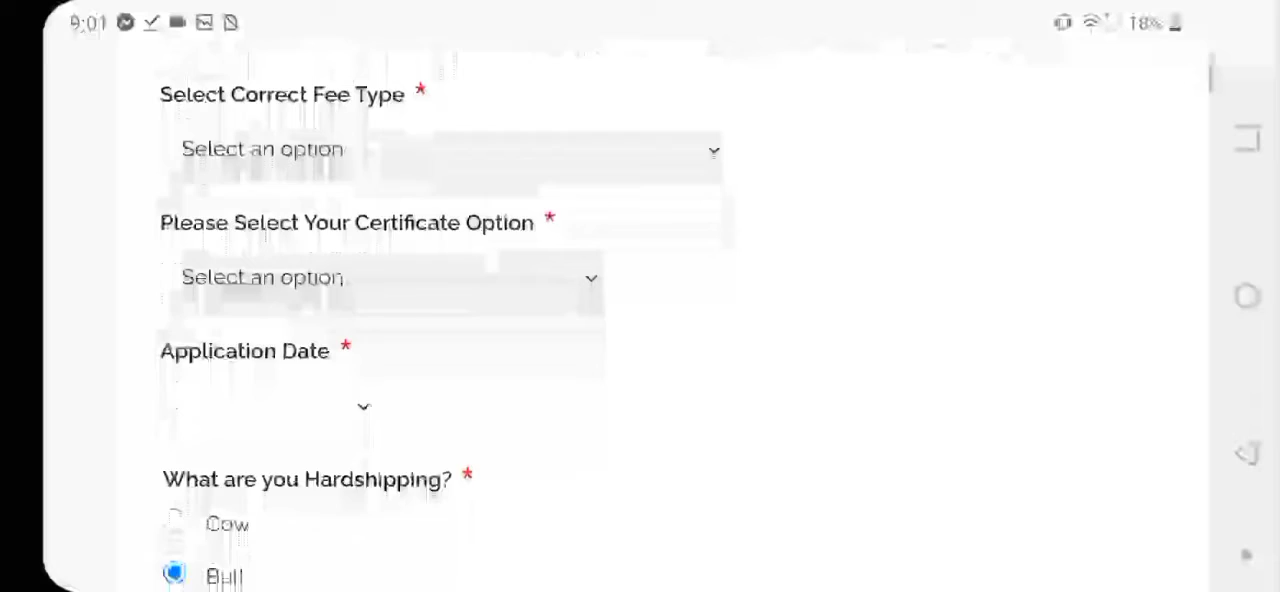 9:01 18%
Select Correct Fee Type *
Select an option
Please Select Your Certificate Option *
Select an option
Application Date *
What are you Hardshipping? *
Cow
Bull